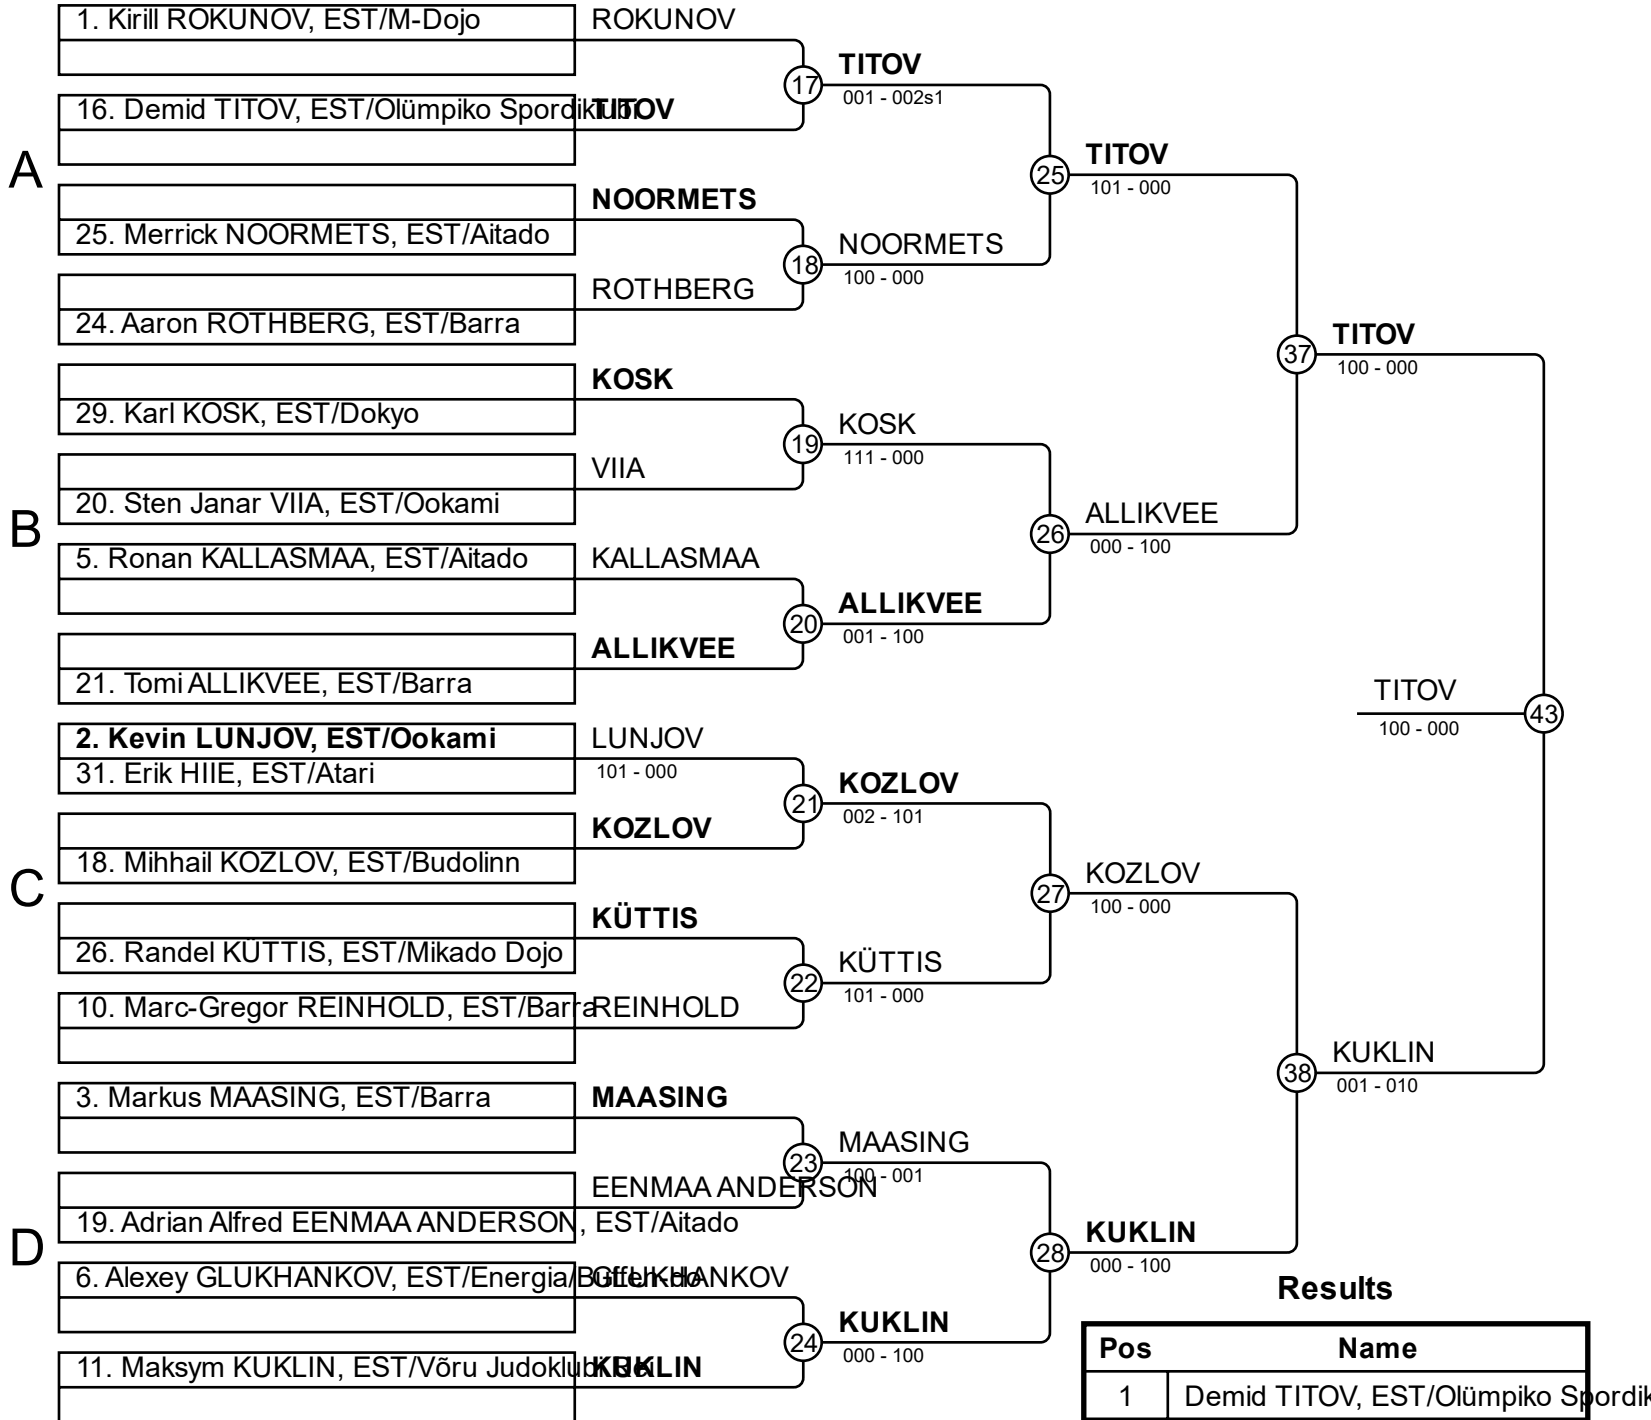 1. Kirill ROKUNOV, EST/M-Dojo
ROKUNOV
17
TITOV
001 - 002s1
16. Demid TITOV, EST/Olümpiko Spordiklubi
TITOV
A
25
TITOV
101 - 000
NOORMETS
25. Merrick NOORMETS, EST/Aitado
18
NOORMETS
100 - 000
ROTHBERG
24. Aaron ROTHBERG, EST/Barra
37
TITOV
100 - 000
KOSK
29. Karl KOSK, EST/Dokyo
19
KOSK
111 - 000
VIIA
20. Sten Janar VIIA, EST/Ookami
B
26
ALLIKVEE
000 - 100
5. Ronan KALLASMAA, EST/Aitado
KALLASMAA
20
ALLIKVEE
001 - 100
ALLIKVEE
21. Tomi ALLIKVEE, EST/Barra
TITOV
100 - 000
43
2. Kevin LUNJOV, EST/Ookami
LUNJOV
31. Erik HIIE, EST/Atari
101 - 000
21
KOZLOV
002 - 101
KOZLOV
18. Mihhail KOZLOV, EST/Budolinn
C
27
KOZLOV
100 - 000
KÜTTIS
26. Randel KÜTTIS, EST/Mikado Dojo
22
KÜTTIS
101 - 000
10. Marc-Gregor REINHOLD, EST/Barra
REINHOLD
38
KUKLIN
001 - 010
3. Markus MAASING, EST/Barra
MAASING
23
MAASING
100 - 001
EENMAA ANDERSON
19. Adrian Alfred EENMAA ANDERSON, EST/Aitado
D
28
KUKLIN
000 - 100
6. Alexey GLUKHANKOV, EST/Energia/
GLUKHANKOV
24
KUKLIN
000 - 100
11. Maksym KUKLIN, EST/Võru Judoklubi
KUKLIN
Results
Pos Name
1 Demid TITOV, EST/Olümpiko Spordik